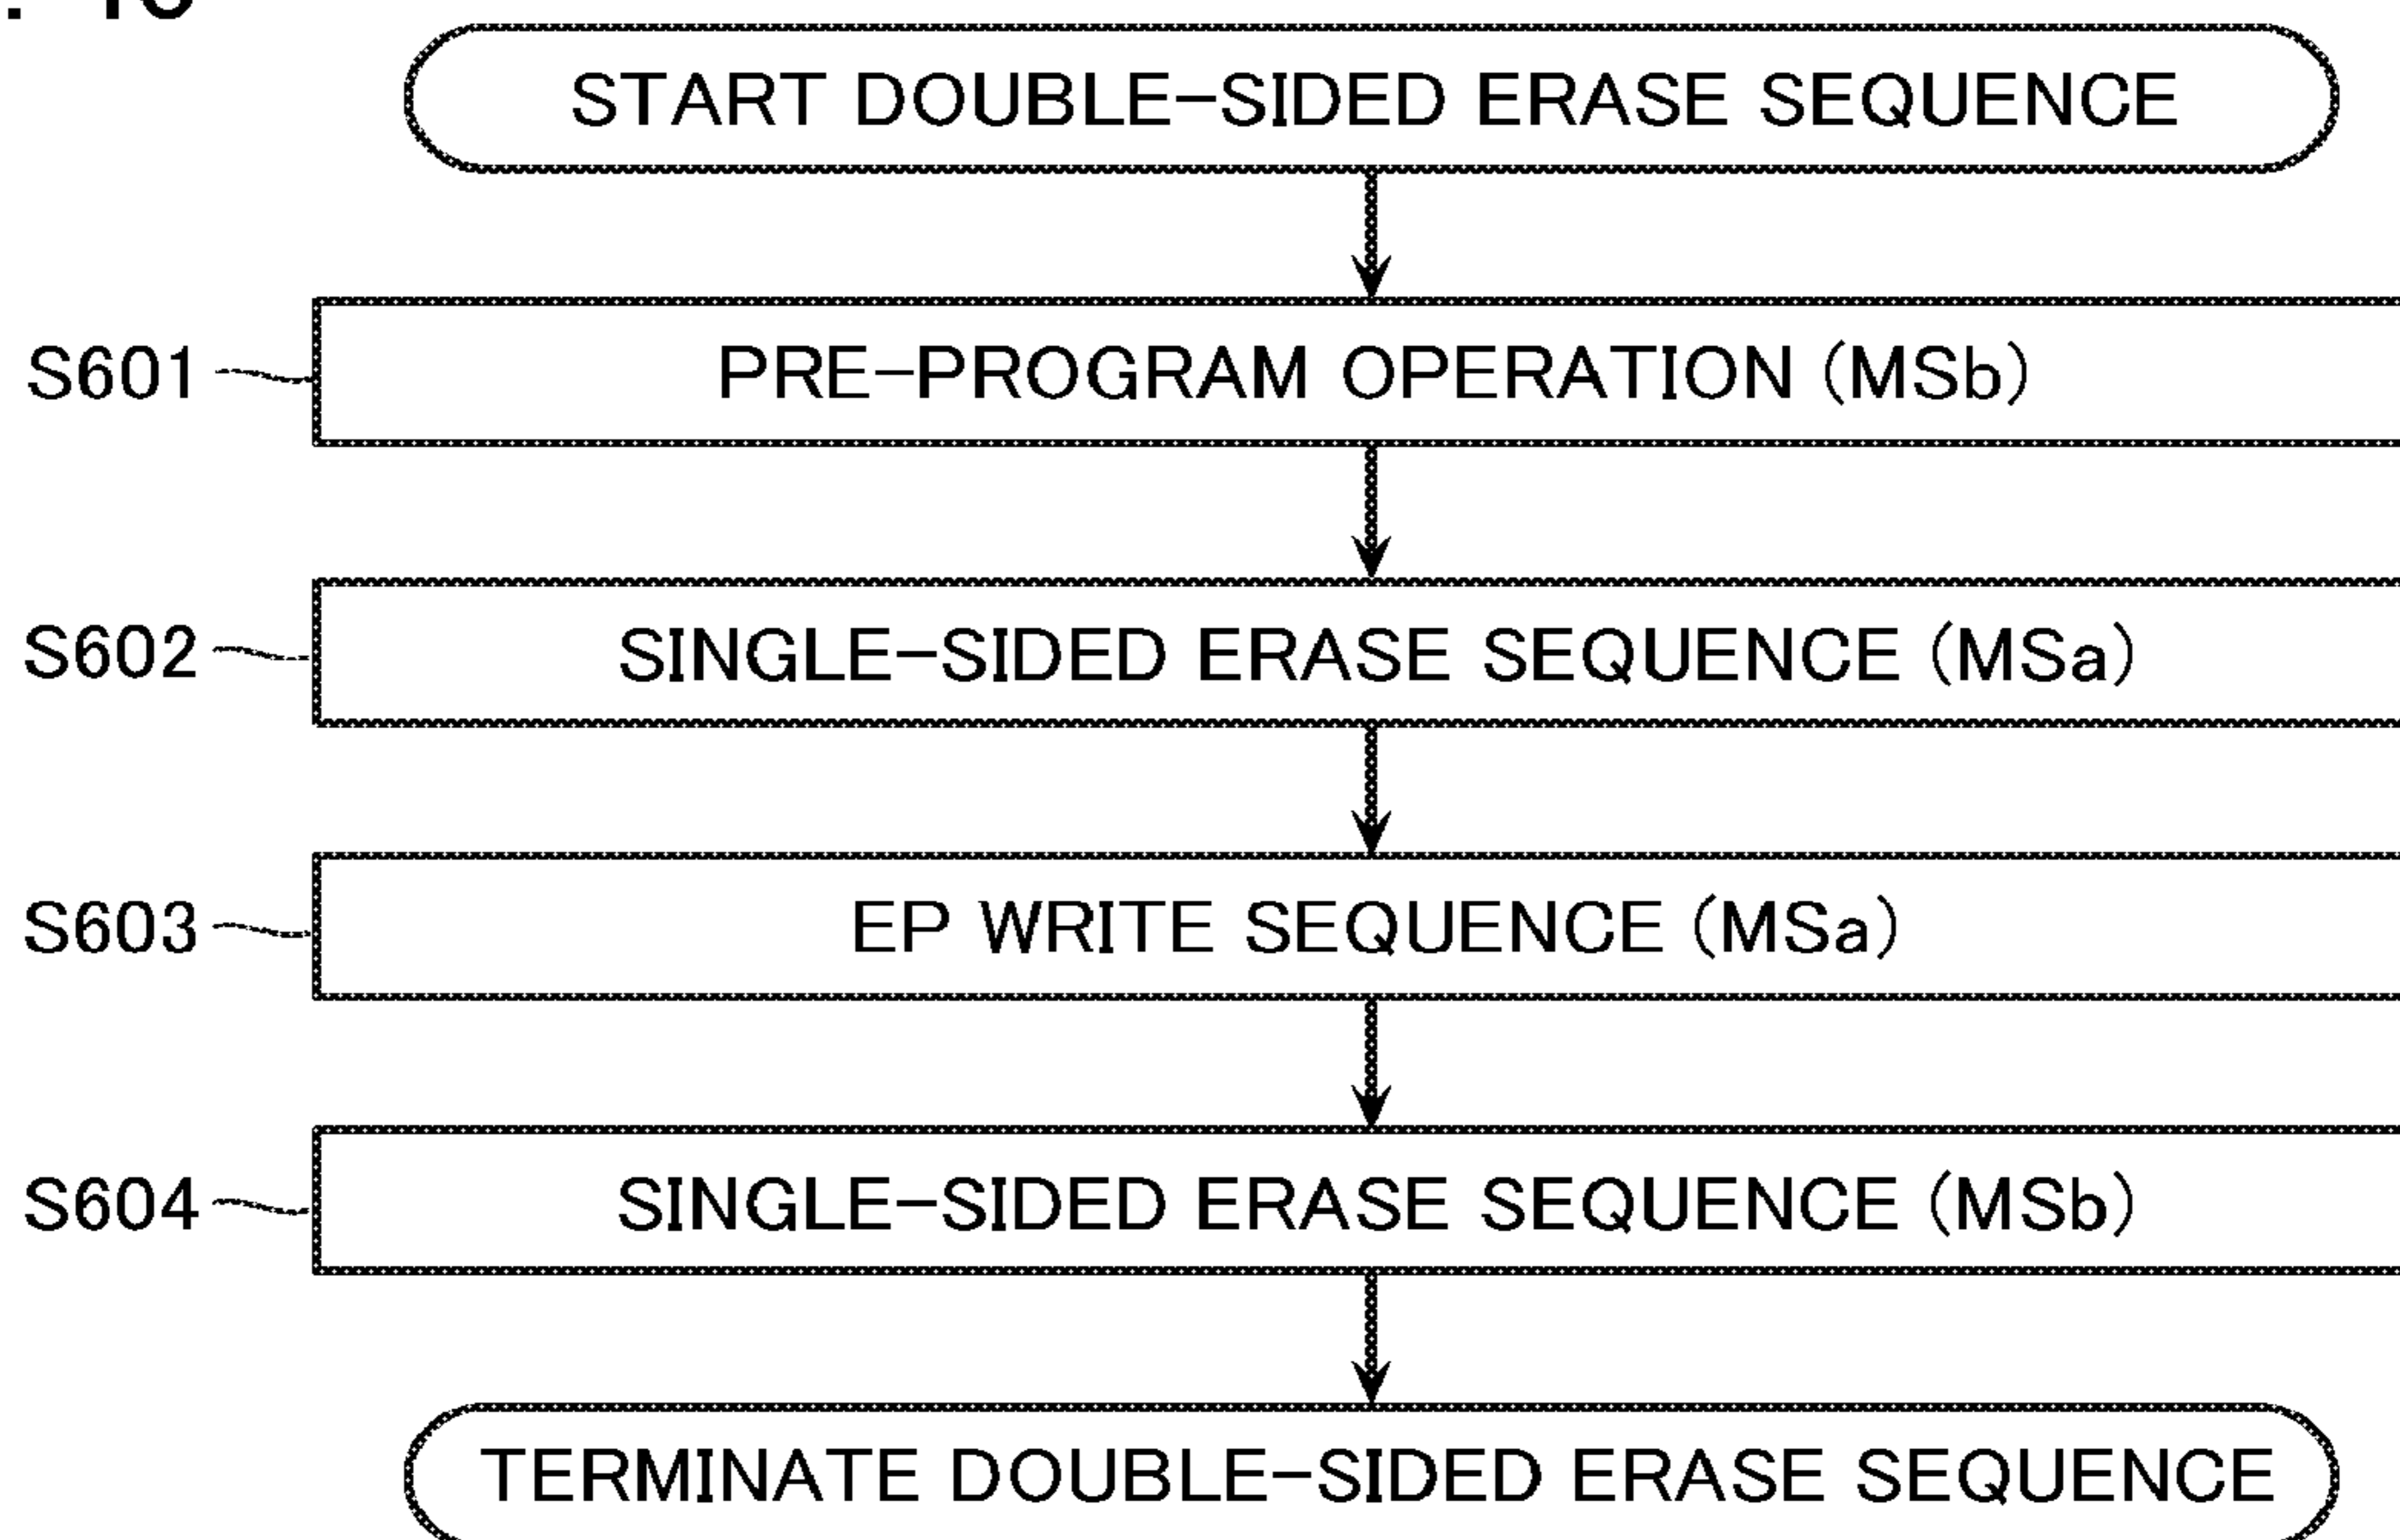 START DOUBLE-SIDED ERASE SEQUENCE
S601 PRE-PROGRAM OPERATION (MSb)
S602 SINGLE-SIDED ERASE SEQUENCE (MSa)
S603 EP WRITE SEQUENCE (MSa)
S604 SINGLE-SIDED ERASE SEQUENCE (MSb)
TERMINATE DOUBLE-SIDED ERASE SEQUENCE